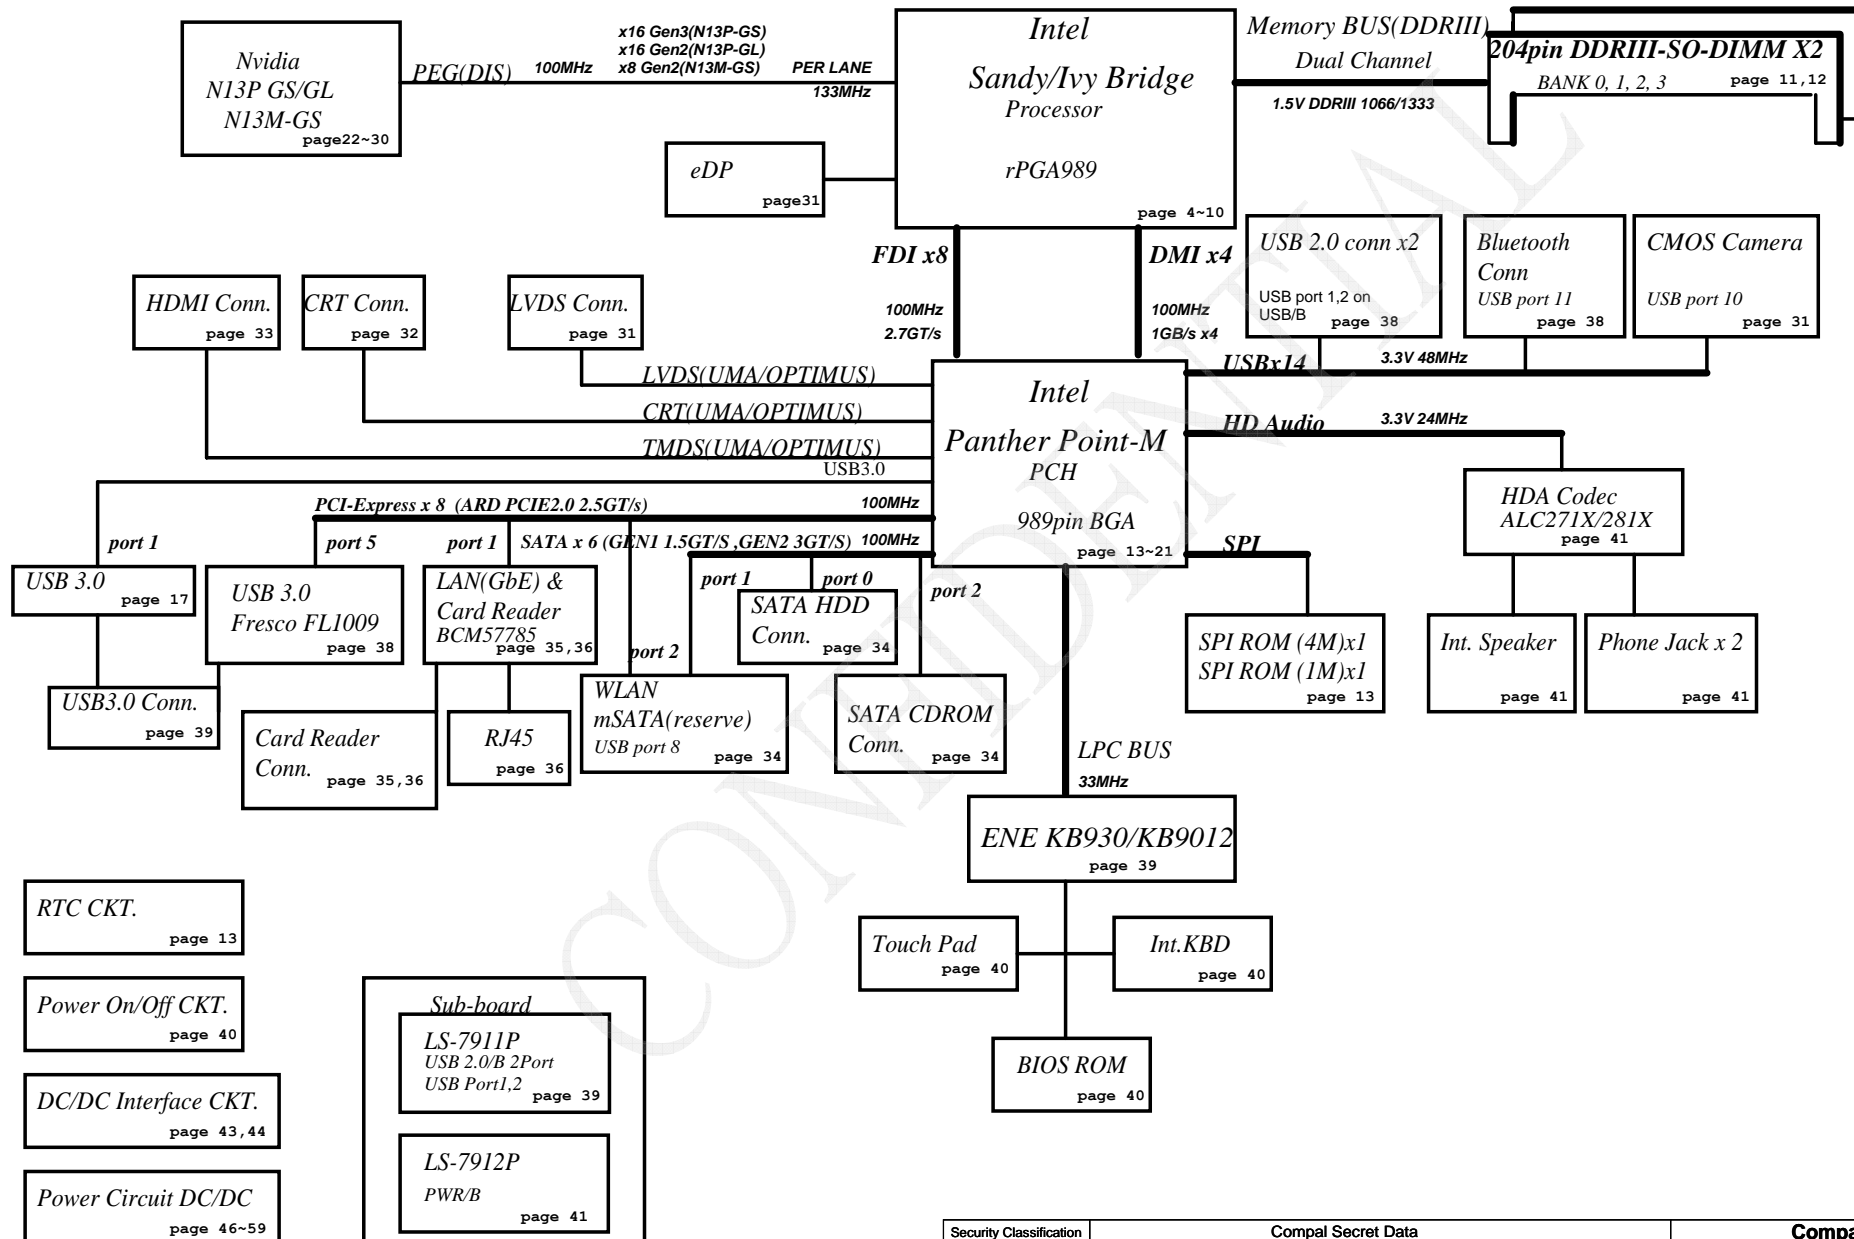 Nvidia
N13P GS/GL
N13M-GS
page22~30
PEG(DIS)
100MHz
x16 Gen3(N13P-GS)
x16 Gen2(N13P-GL)
x8 Gen2(N13M-GS)
PER LANE
133MHz
Intel
Sandy/Ivy Bridge
Processor
rPGA989
page 4~10
Memory BUS(DDRIII)
Dual Channel
1.5V DDRIII 1066/1333
204pin DDRIII-SO-DIMM X2
BANK 0, 1, 2, 3
page 11,12
eDP
page31
FDI x8
100MHz
2.7GT/s
DMI x4
100MHz
1GB/s x4
USB 2.0 conn x2
USB port 1,2 on
USB/B
page 38
Bluetooth
Conn
USB port 11
page 38
CMOS Camera
USB port 10
page 31
HDMI Conn.
page 33
CRT Conn.
page 32
LVDS Conn.
page 31
LVDS(UMA/OPTIMUS)
CRT(UMA/OPTIMUS)
TMDS(UMA/OPTIMUS)
USB3.0
Intel
Panther Point-M
PCH
989pin BGA
page 13~21
USBx14
3.3V 48MHz
HD Audio
3.3V 24MHz
SPI
HDA Codec
ALC271X/281X
page 41
PCI-Express x 8 (ARD PCIE2.0 2.5GT/s)
100MHz
SATA x 6 (GEN1 1.5GT/S ,GEN2 3GT/S)
100MHz
port 1
port 5
port 1
port 2
port 1
port 0
port 2
USB 3.0
page 17
USB 3.0
Fresco FL1009
page 38
LAN(GbE) &
Card Reader
BCM57785
page 35,36
SATA HDD
Conn.
page 34
USB3.0 Conn.
page 39
Card Reader
Conn.
page 35,36
RJ45
page 36
WLAN
mSATA(reserve)
USB port 8
page 34
SATA CDROM
Conn.
page 34
SPI ROM (4M)x1
SPI ROM (1M)x1
page 13
Int. Speaker
page 41
Phone Jack x 2
page 41
LPC BUS
33MHz
ENE KB930/KB9012
page 39
Touch Pad
page 40
Int.KBD
page 40
BIOS ROM
page 40
RTC CKT.
page 13
Power On/Off CKT.
page 40
DC/DC Interface CKT.
page 43,44
Power Circuit DC/DC
page 46~59
Sub-board
LS-7911P
USB 2.0/B 2Port
USB Port1,2
page 39
LS-7912P
PWR/B
page 41
CONFIDENTIAL
Security Classification
Compal Secret Data
Compa